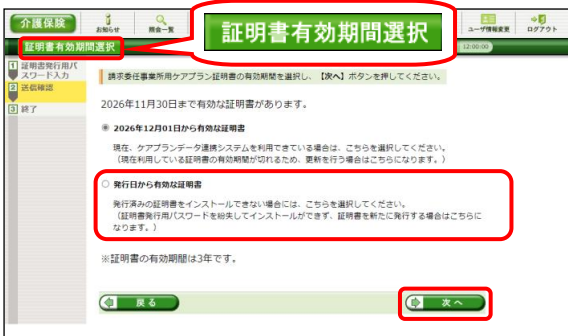 介護保険
お知らせ
照会一覧
証明書有効期間選択
ユーザ情報変更
ログアウト
証明書有効期間選択
12:00:00
1 証明書発行用パスワード入力
2 送信確認
3 終了
請求委任事業所用ケアプラン証明書の有効期間を選択し、【次へ】ボタンを押してください。
2026年11月30日まで有効な証明書があります。
2026年12月01日から有効な証明書
現在、ケアプランデータ連携システムを利用できている場合は、こちらを選択してください。
(現在利用している証明書の有効期間が切れるため、更新を行う場合はこちらになります。)
発行日から有効な証明書
発行済みの証明書をインストールできない場合には、こちらを選択してください。
(証明書発行用パスワードを紛失してインストールができず、証明書を新たに発行する場合はこちらに
なります。)
※証明書の有効期間は3年です。
戻る
次へ